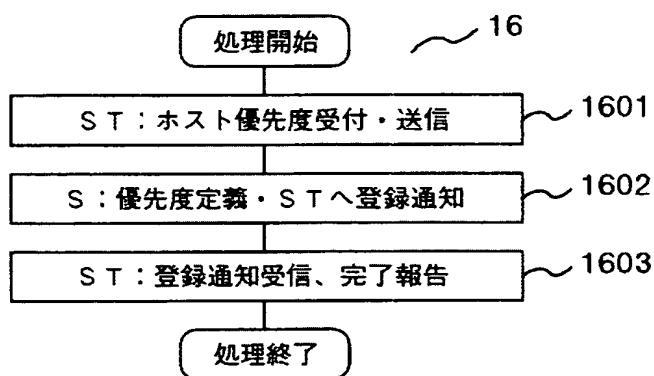 処理開始
16
ST:ホスト優先度受付・送信
1601
S:優先度定義・STへ登録通知
1602
ST:登録通知受信、完了報告
1603
処理終了